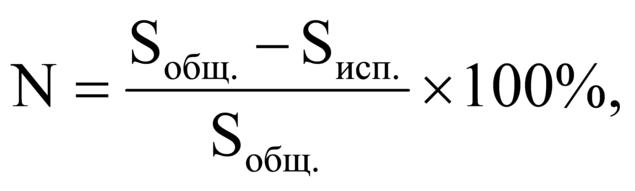 N = (Sобщ. − Sисп.) / Sобщ. ×100%,